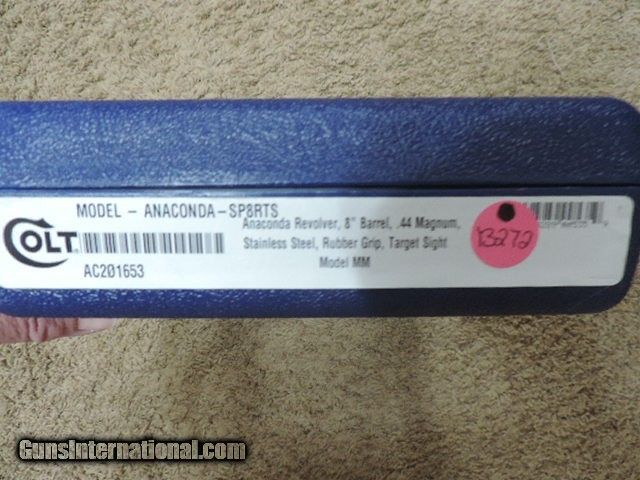 MODEL - ANACONDA-SP8RTS
COLT
AC201653
Anaconda Revolver, 8" Barrel, .44 Magnum,
Stainless Steel, Rubber Grip, Target Sight
Model MM
13272
GunsInternational.com